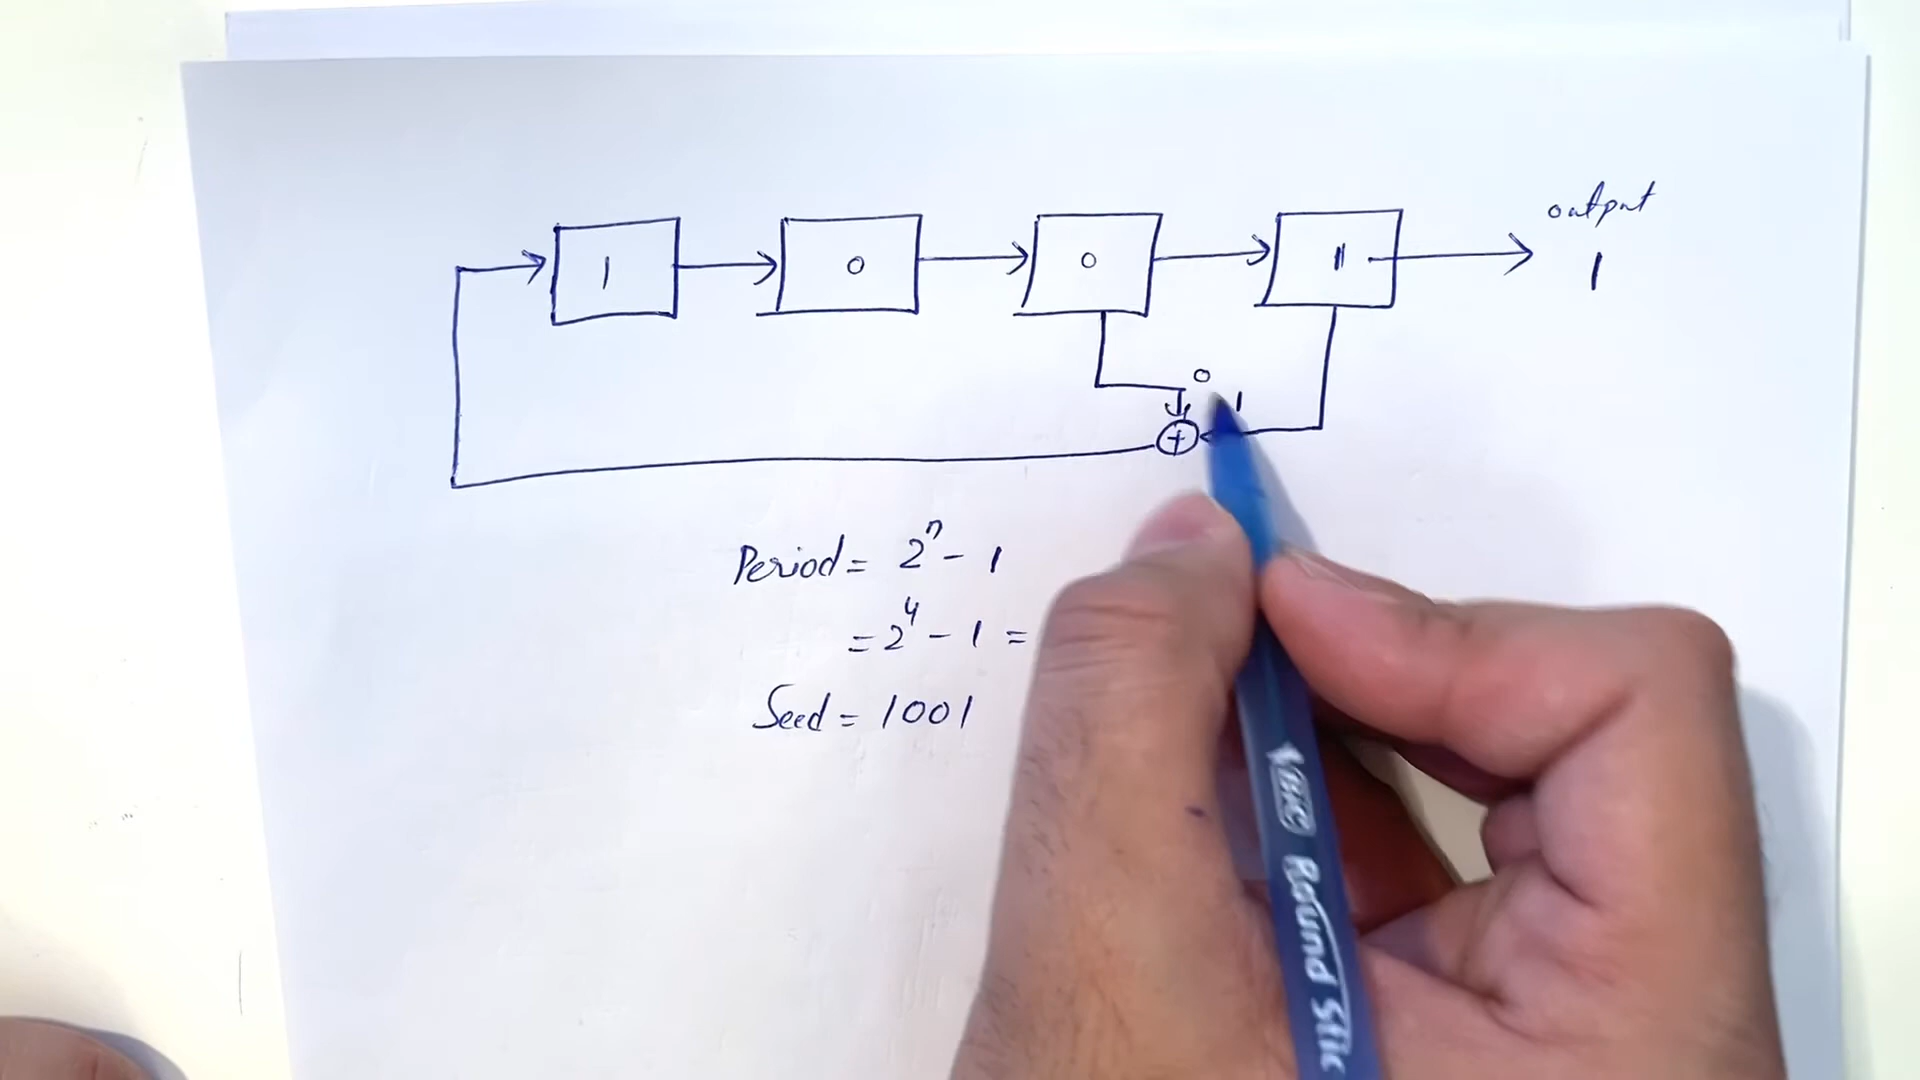 output
1 0 0 1 1
0
1
+
Period = 2ⁿ - 1
= 2⁴ - 1 =
Seed = 1001
BIC Round Stic